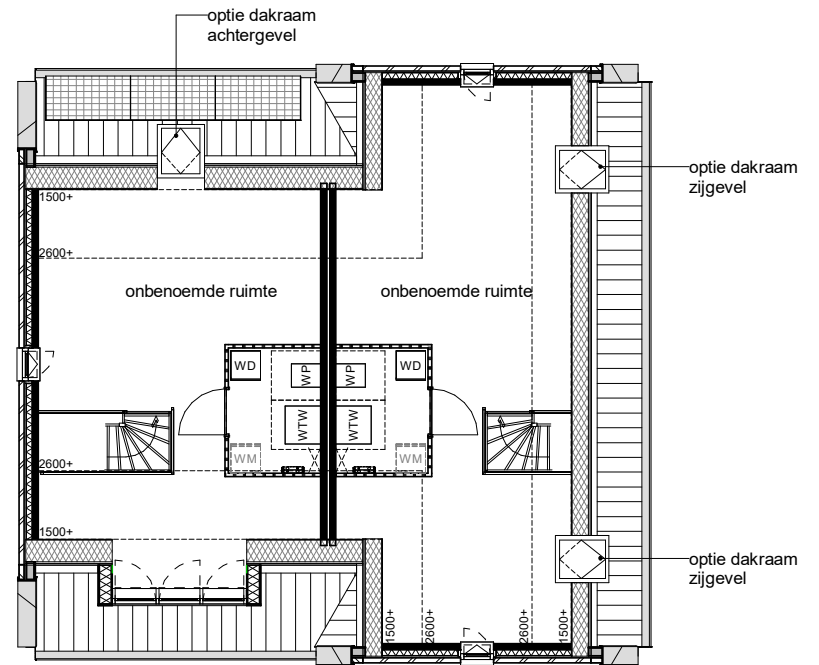 optie dakraam
achtergevel
optie dakraam
zijgevel
1500+
2600+
onbenoemde ruimte
onbenoemde ruimte
WD
WP
WP
WD
WTW
WTW
WM
WM
2600+
1500+
optie dakraam
zijgevel
1500+
2600+
2600+
1500+